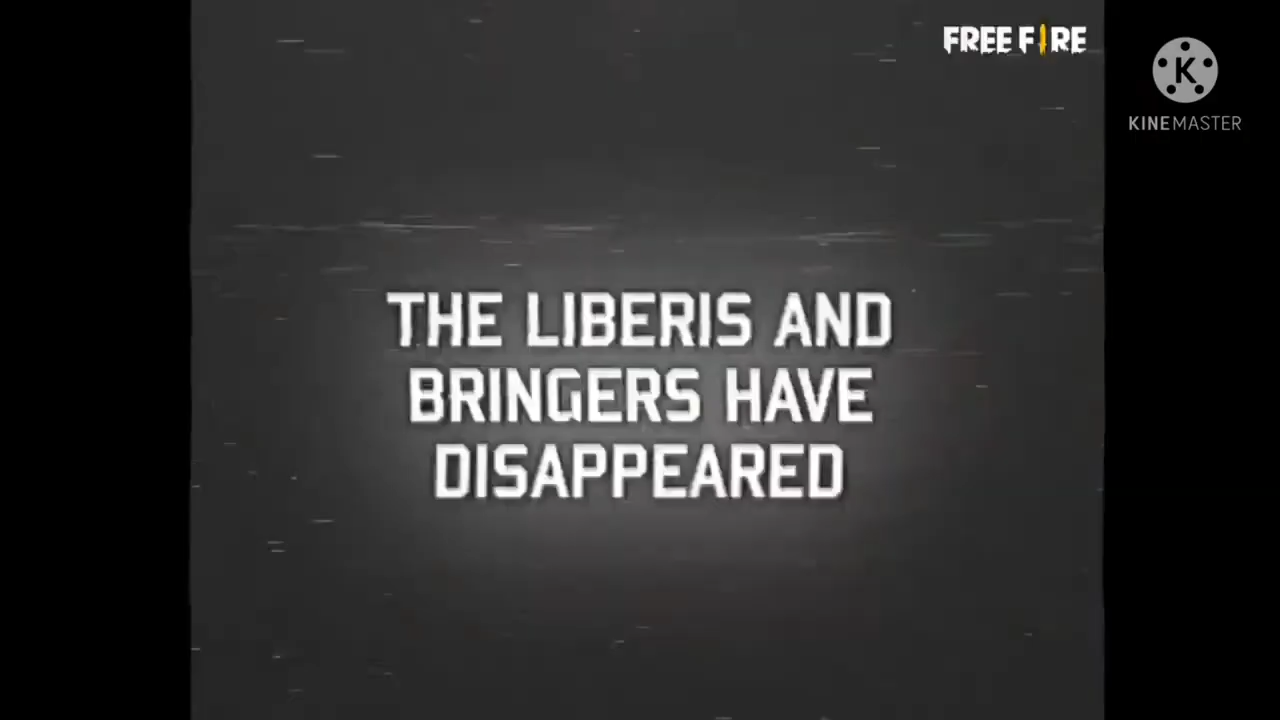 FREE FIRE
K
KINEMASTER
THE LIBERIS AND
BRINGERS HAVE
DISAPPEARED